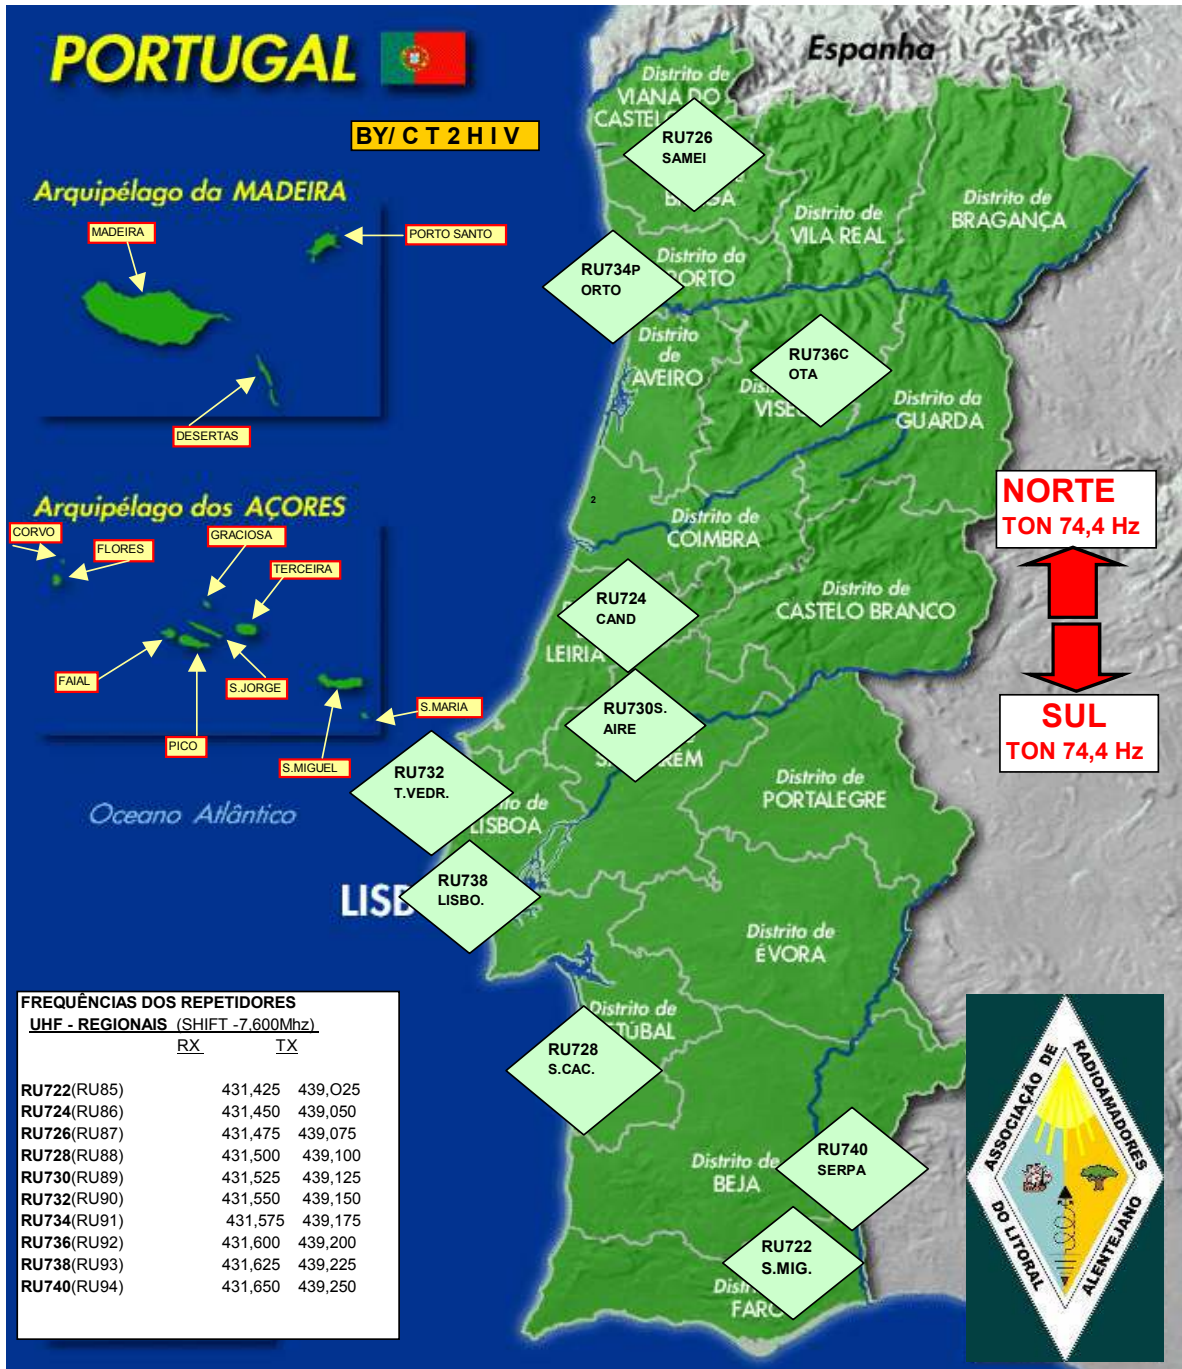 PORTUGAL
BY/ C T 2 H I V
Espanha
Distrito de
VIANA DO
CASTEL
RU726
SAMEI
Distrito de
VILA REAL
Distrito de
BRAGANÇA
Arquipélago da MADEIRA
MADEIRA
PORTO SANTO
DESERTAS
RU734P
ORTO
Distrito do
PORTO
Distrito
de
AVEIRO
RU736C
OTA
VISE
Distrito da
GUARDA
Arquipélago dos AÇORES
CORVO
FLORES
GRACIOSA
TERCEIRA
FAIAL
S.JORGE
PICO
S.MIGUEL
S.MARIA
Oceano Atlântico
2
Distrito de
COIMBRA
NORTE
TON 74,4 Hz
SUL
TON 74,4 Hz
RU724
CAND
LEIRIA
Distrito de
CASTELO BRANCO
RU730S.
AIRE
RU732
T.VEDR.
LISBOA
Distrito de
PORTALEGRE
RU738
LISBO.
LISB
Distrito de
ÉVORA
Distrito de
TÚBAL
RU728
S.CAC.
Distrito de
BEJA
RU740
SERPA
RU722
S.MIG.
FARO
FREQUÊNCIAS DOS REPETIDORES
UHF - REGIONAIS (SHIFT -7,600Mhz)
RX TX
RU722(RU85) 431,425 439,O25
RU724(RU86) 431,450 439,050
RU726(RU87) 431,475 439,075
RU728(RU88) 431,500 439,100
RU730(RU89) 431,525 439,125
RU732(RU90) 431,550 439,150
RU734(RU91) 431,575 439,175
RU736(RU92) 431,600 439,200
RU738(RU93) 431,625 439,225
RU740(RU94) 431,650 439,250
ASSOCIAÇÃO DE
RADIOAMADORES
DO LITORAL
ALENTEJANO